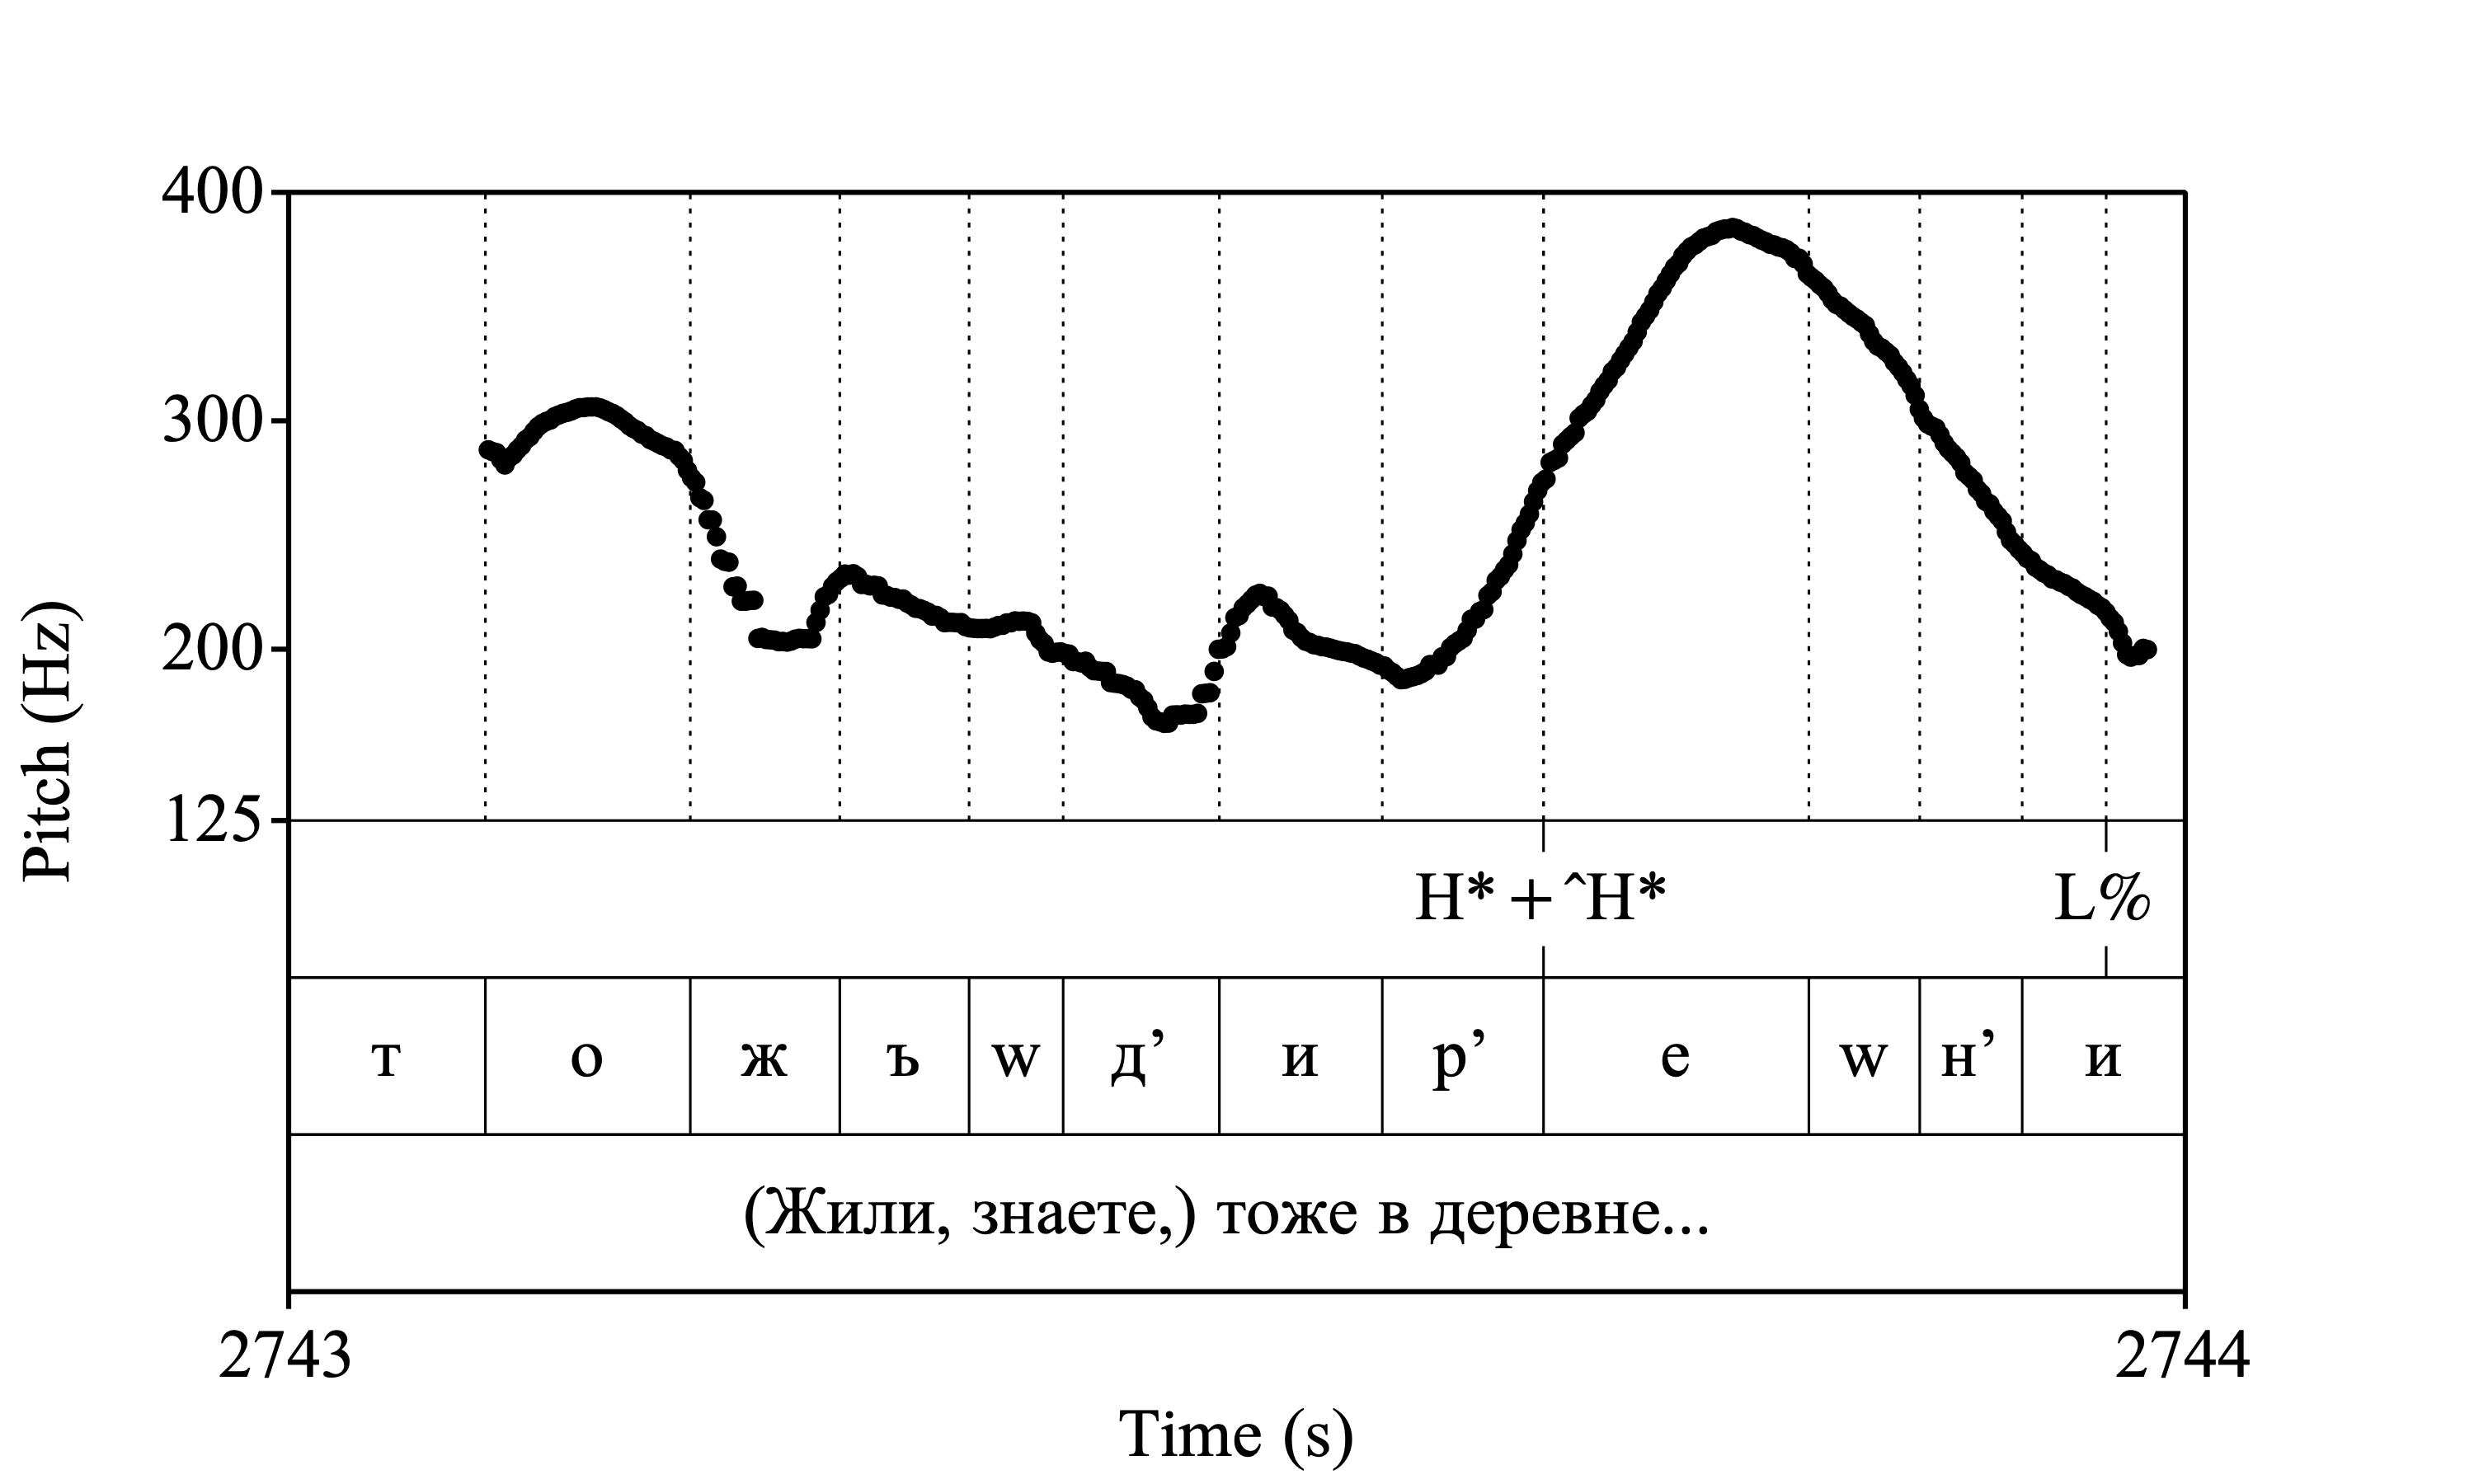 400
300
200
125
Pitch (Hz)
H*+^H* L%
т о ж ъ w д’ и р’ е w н’ и
(Жили, знаете,) тоже в деревне...
2743 2744
Time (s)